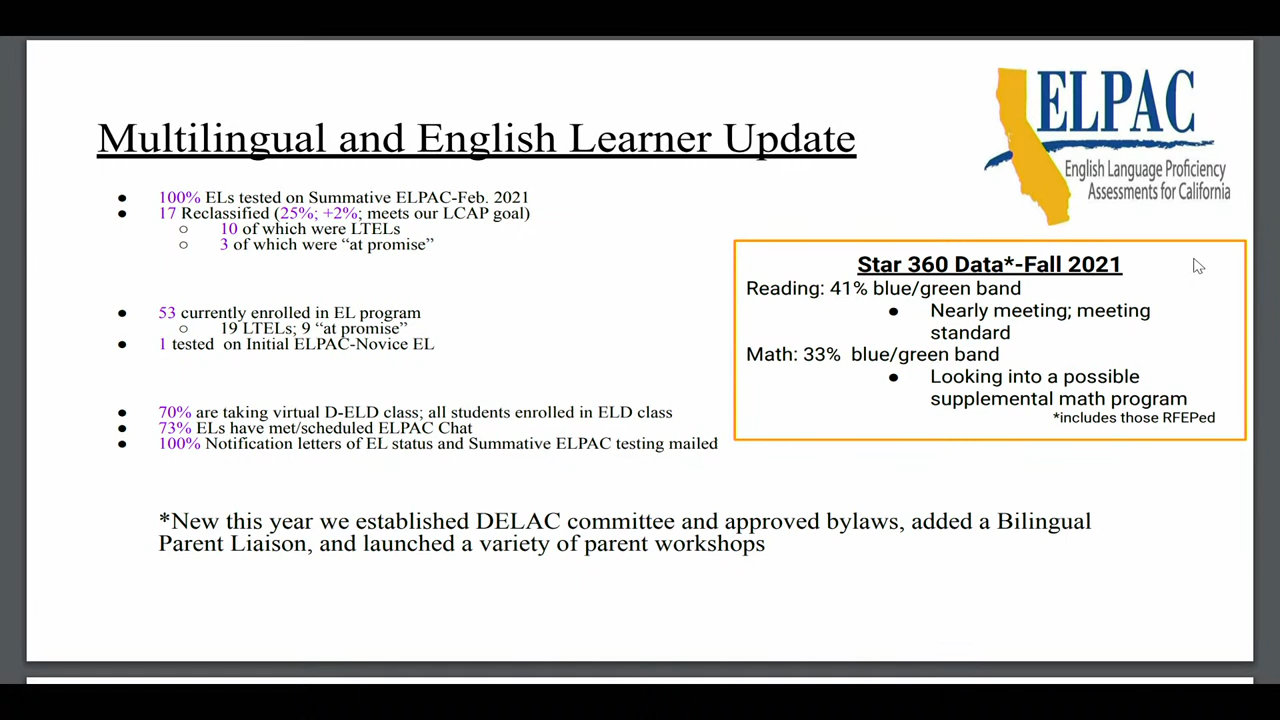 Multilingual and English Learner Update
ELPAC
English Language Proficiency
Assessments for California
● 100% ELs tested on Summative ELPAC-Feb. 2021
● 17 Reclassified (25%; +2%; meets our LCAP goal)
○ 10 of which were LTELs
○ 3 of which were “at promise”
● 53 currently enrolled in EL program
○ 19 LTELs; 9 “at promise”
● 1 tested  on Initial ELPAC-Novice EL
● 70% are taking virtual D-ELD class; all students enrolled in ELD class
● 73% ELs have met/scheduled ELPAC Chat
● 100% Notification letters of EL status and Summative ELPAC testing mailed
Star 360 Data*-Fall 2021
Reading: 41% blue/green band
● Nearly meeting; meeting
standard
Math: 33%  blue/green band
● Looking into a possible
supplemental math program
*includes those RFEPed
*New this year we established DELAC committee and approved bylaws, added a Bilingual
Parent Liaison, and launched a variety of parent workshops